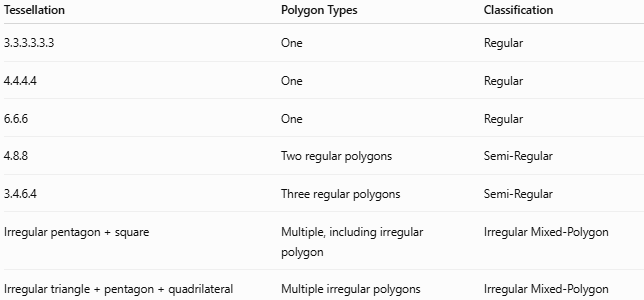 Tessellation Polygon Types Classification
3.3.3.3.3.3 One Regular
4.4.4.4 One Regular
6.6.6 One Regular
4.8.8 Two regular polygons Semi-Regular
3.4.6.4 Three regular polygons Semi-Regular
Irregular pentagon + square Multiple, including irregular Irregular Mixed-Polygon
polygon
Irregular triangle + pentagon + quadrilateral Multiple irregular polygons Irregular Mixed-Polygon